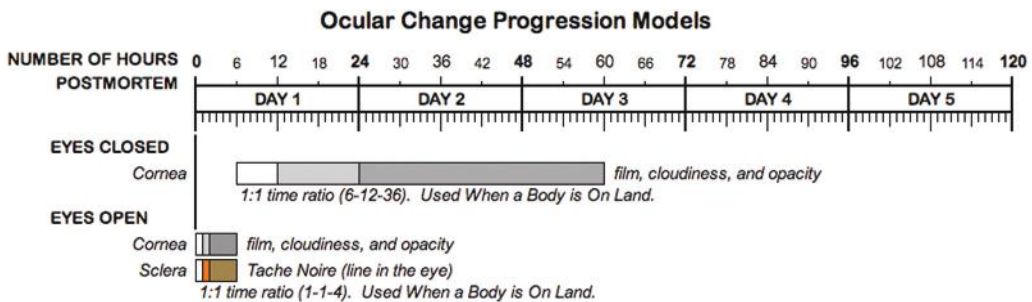 Ocular Change Progression Models
NUMBER OF HOURS 0 6 12 24 30 36 42 48 54 60 66 72 78 84 90 96 102 108 114 120
POSTMORTEM
DAY 1 DAY 2 DAY 3 DAY 4 DAY 5
EYES CLOSED
Cornea film, cloudiness, and opacity
1:1 time ratio (6-12-36). Used When a Body is On Land.
EYES OPEN
Cornea film, cloudiness, and opacity
Sclera Tache Noire (line in the eye)
1:1 time ratio (1-1-4). Used When a Body is On Land.